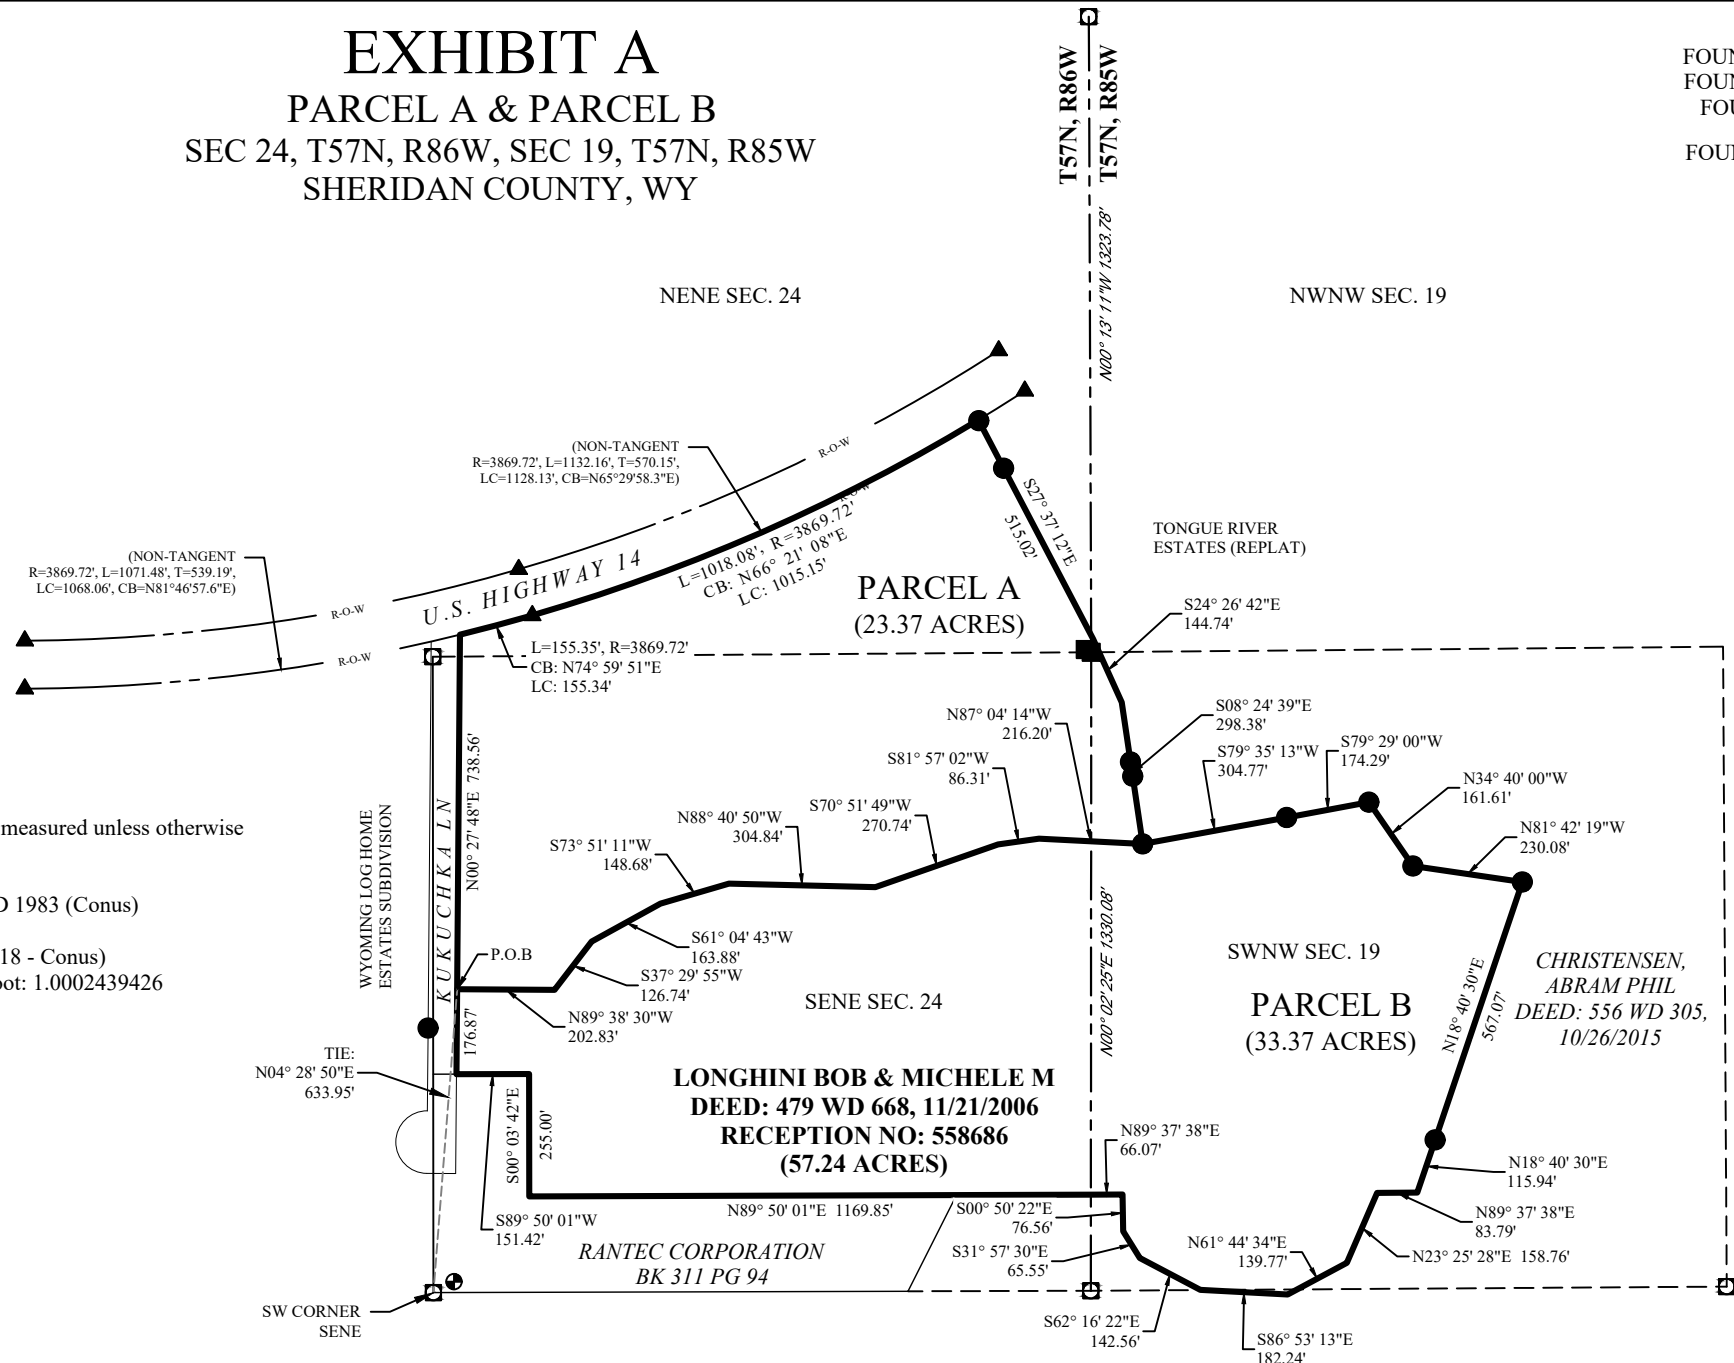 EXHIBIT A
PARCEL A & PARCEL B
SEC 24, T57N, R86W, SEC 19, T57N, R85W
SHERIDAN COUNTY, WY
T57N, R86W
T57N, R85W
N00° 13' 11"W 1323.78'
NENE SEC. 24
NWNW SEC. 19
(NON-TANGENT
R=3869.72', L=1132.16', T=570.15',
LC=1128.13', CB=N65°29'58.3"E)
R-O-W
R-O-W
(NON-TANGENT
R=3869.72', L=1071.48', T=539.19',
LC=1068.06', CB=N81°46'57.6"E)
R-O-W
R-O-W
U.S. HIGHWAY 14
L=1018.08', R=3869.72'
CB: N66° 21' 08"E
LC: 1015.15'
S27° 37' 12"E
515.02'
TONGUE RIVER
ESTATES (REPLAT)
PARCEL A
(23.37 ACRES)
S24° 26' 42"E
144.74'
L=155.35', R=3869.72'
CB: N74° 59' 51"E
LC: 155.34'
N87° 04' 14"W
216.20'
S08° 24' 39"E
298.38'
S79° 35' 13"W
304.77'
S79° 29' 00"W
174.29'
N34° 40' 00"W
161.61'
N81° 42' 19"W
230.08'
S81° 57' 02"W
86.31'
S70° 51' 49"W
270.74'
N88° 40' 50"W
304.84'
S73° 51' 11"W
148.68'
S61° 04' 43"W
163.88'
S37° 29' 55"W
126.74'
N89° 38' 30"W
202.83'
P.O.B
N00° 27' 48"E 738.56'
KUKUCHKA LN
WYOMING LOG HOME
ESTATES SUBDIVISION
measured unless otherwise
D 1983 (Conus)
18 - Conus)
oot: 1.0002439426
N00° 02' 25"E 1330.08'
SENE SEC. 24
SWNW SEC. 19
PARCEL B
(33.37 ACRES)
CHRISTENSEN,
ABRAM PHIL
DEED: 556 WD 305,
10/26/2015
N18° 40' 30"E
567.07'
176.87'
TIE:
N04° 28' 50"E
633.95'
LONGHINI BOB & MICHELE M
DEED: 479 WD 668, 11/21/2006
RECEPTION NO: 558686
(57.24 ACRES)
S00° 03' 42"E
255.00'
S89° 50' 01"W
151.42'
N89° 50' 01"E 1169.85'
N89° 37' 38"E
66.07'
S00° 50' 22"E
76.56'
S31° 57' 30"E
65.55'
N61° 44' 34"E
139.77'
N18° 40' 30"E
115.94'
N89° 37' 38"E
83.79'
N23° 25' 28"E 158.76'
RANTEC CORPORATION
BK 311 PG 94
SW CORNER
SENE
S62° 16' 22"E
142.56'
S86° 53' 13"E
182.24'